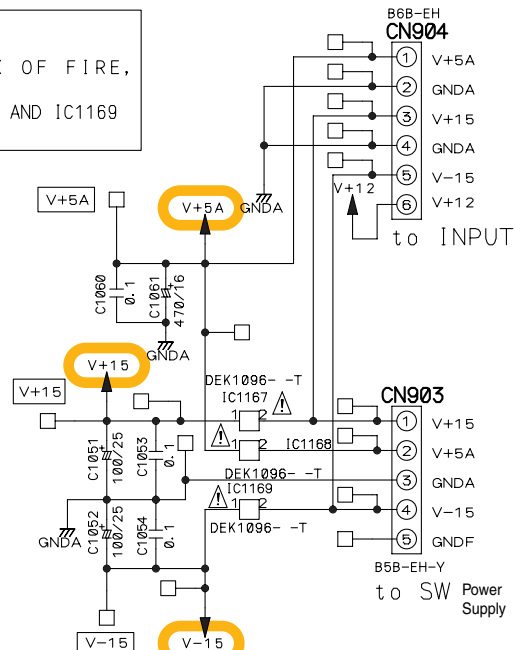 OF FIRE,
AND IC1169
B6B-EH
CN904
1 V+5A
2 GNDA
3 V+15
4 GNDA
5 V-15
6 V+12
V+12
to INPUT
V+5A
V+5A
GNDA
C1060
0.1
C1061
+
470/16
GNDA
V+15
V+15
DEK1096- -T
IC1167
1 2
!
CN903
1 V+15
2 V+5A
3 GNDA
4 V-15
5 GNDF
B5B-EH-Y
to SW Power
Supply
!
1 2
IC1168
DEK1096- -T
!
IC1169
1 2
DEK1096- -T
C1051
+
100/25
C1053
0.1
GNDA
C1052
+
100/25
C1054
0.1
V-15
V-15